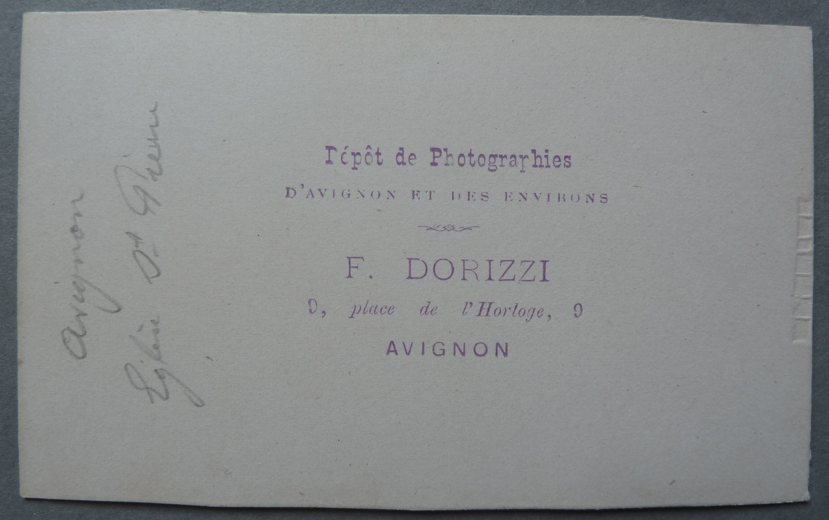 Dépôt de Photographies
D'AVIGNON ET DES ENVIRONS
F. DORIZZI
9, place de l'Horloge, 9
AVIGNON
Avignon
Eglise St Pierre